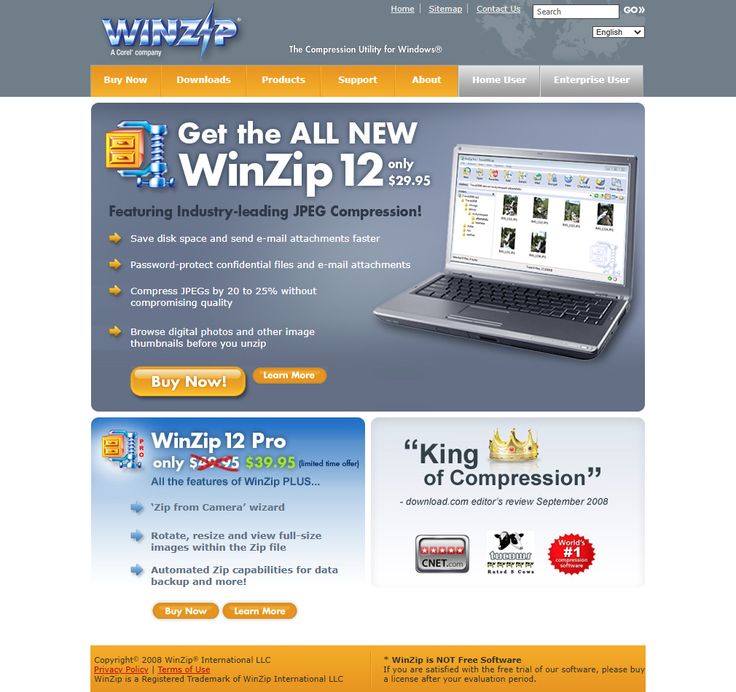 Home | Sitemap | Contact Us
Search
GO»
English
WINZIP®
A Corel® company
The Compression Utility for Windows®
Buy Now
Downloads
Products
Support
About
Home User
Enterprise User
Get the ALL NEW
WinZip 12 only $29.95
Featuring Industry-leading JPEG Compression!
Save disk space and send e-mail attachments faster
Password-protect confidential files and e-mail attachments
Compress JPEGs by 20 to 25% without
compromising quality
Browse digital photos and other image
thumbnails before you unzip
Buy Now!
Learn More
PRO
WinZip 12 Pro
only $49.95 $39.95 (limited time offer)
All the features of WinZip PLUS...
‘Zip from Camera’ wizard
Rotate, resize and view full-size
images within the Zip file
Automated Zip capabilities for data
backup and more!
Buy Now
Learn More
“King
of Compression”
- download.com editor’s review September 2008
CNET.com
tucows
Rated 5 Cows
World's
#1
compression
software
Copyright© 2008 WinZip® International LLC
Privacy Policy | Terms of Use
WinZip is a Registered Trademark of WinZip International LLC
* WinZip is NOT Free Software
If you are satisfied with the free trial of our software, please buy
a license after your evaluation period.